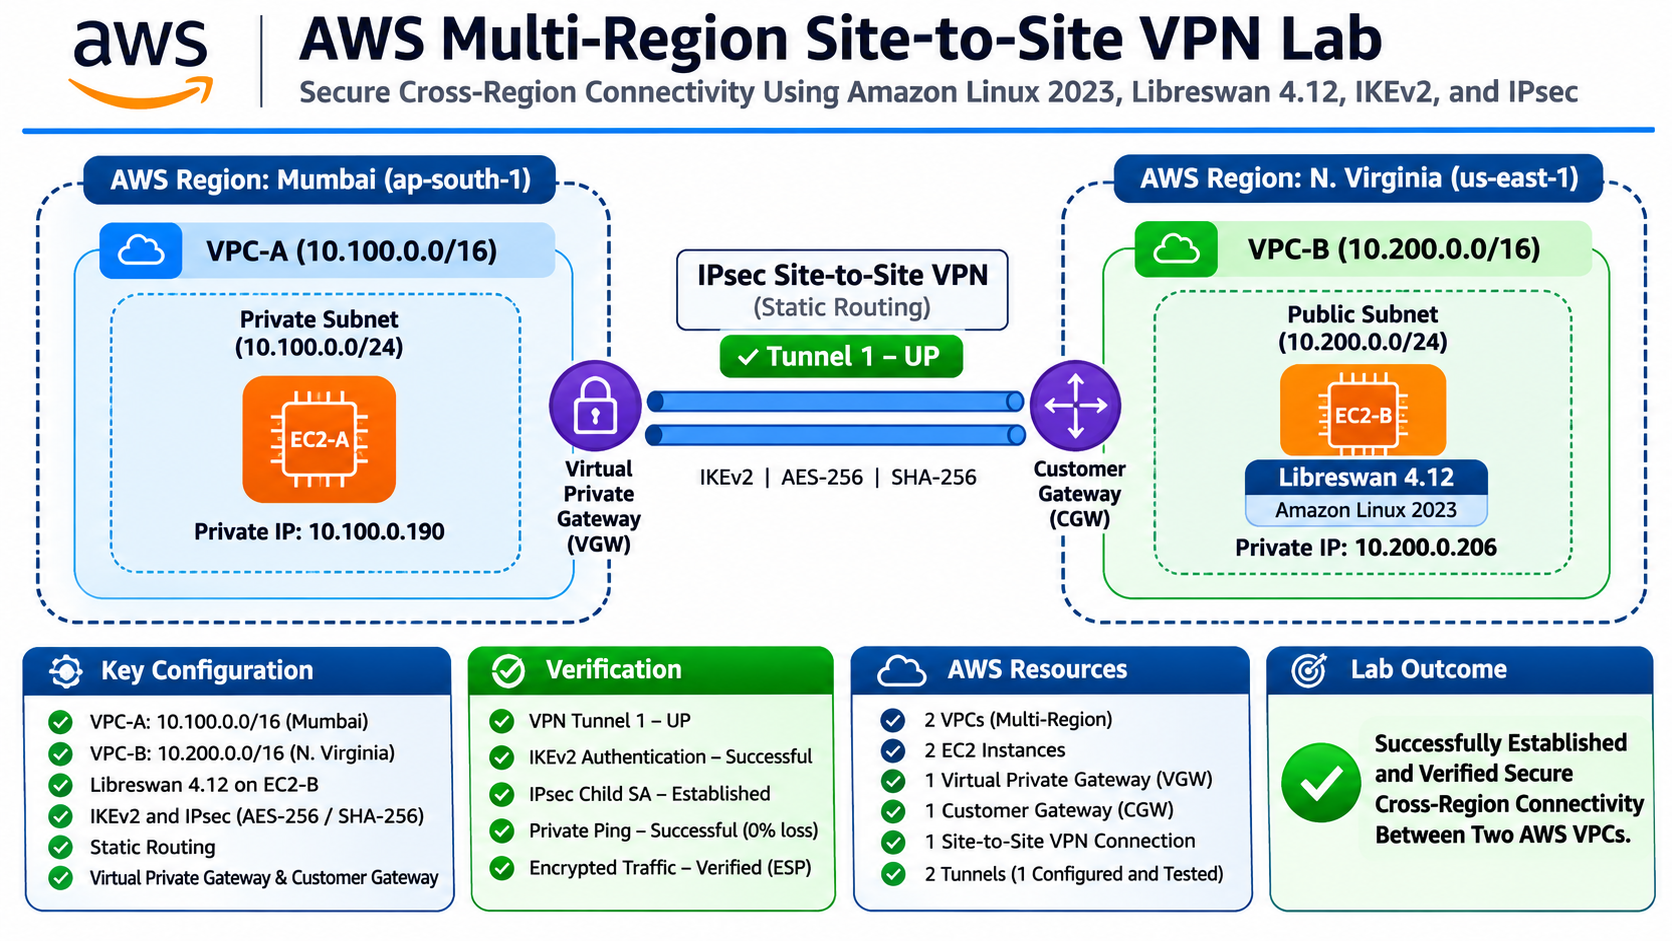 aws
AWS Multi-Region Site-to-Site VPN Lab
Secure Cross-Region Connectivity Using Amazon Linux 2023, Libreswan 4.12, IKEv2, and IPsec
AWS Region: Mumbai (ap-south-1)
VPC-A (10.100.0.0/16)
Private Subnet
(10.100.0.0/24)
EC2-A
Private IP: 10.100.0.190
Virtual
Private
Gateway
(VGW)
IPsec Site-to-Site VPN
(Static Routing)
✓ Tunnel 1 – UP
IKEv2 | AES-256 | SHA-256
Customer
Gateway
(CGW)
AWS Region: N. Virginia (us-east-1)
VPC-B (10.200.0.0/16)
Public Subnet
(10.200.0.0/24)
EC2-B
Libreswan 4.12
Amazon Linux 2023
Private IP: 10.200.0.206
Key Configuration
VPC-A: 10.100.0.0/16 (Mumbai)
VPC-B: 10.200.0.0/16 (N. Virginia)
Libreswan 4.12 on EC2-B
IKEv2 and IPsec (AES-256 / SHA-256)
Static Routing
Virtual Private Gateway & Customer Gateway
Verification
VPN Tunnel 1 – UP
IKEv2 Authentication – Successful
IPsec Child SA – Established
Private Ping – Successful (0% loss)
Encrypted Traffic – Verified (ESP)
AWS Resources
2 VPCs (Multi-Region)
2 EC2 Instances
1 Virtual Private Gateway (VGW)
1 Customer Gateway (CGW)
1 Site-to-Site VPN Connection
2 Tunnels (1 Configured and Tested)
Lab Outcome
Successfully Established
and Verified Secure
Cross-Region Connectivity
Between Two AWS VPCs.